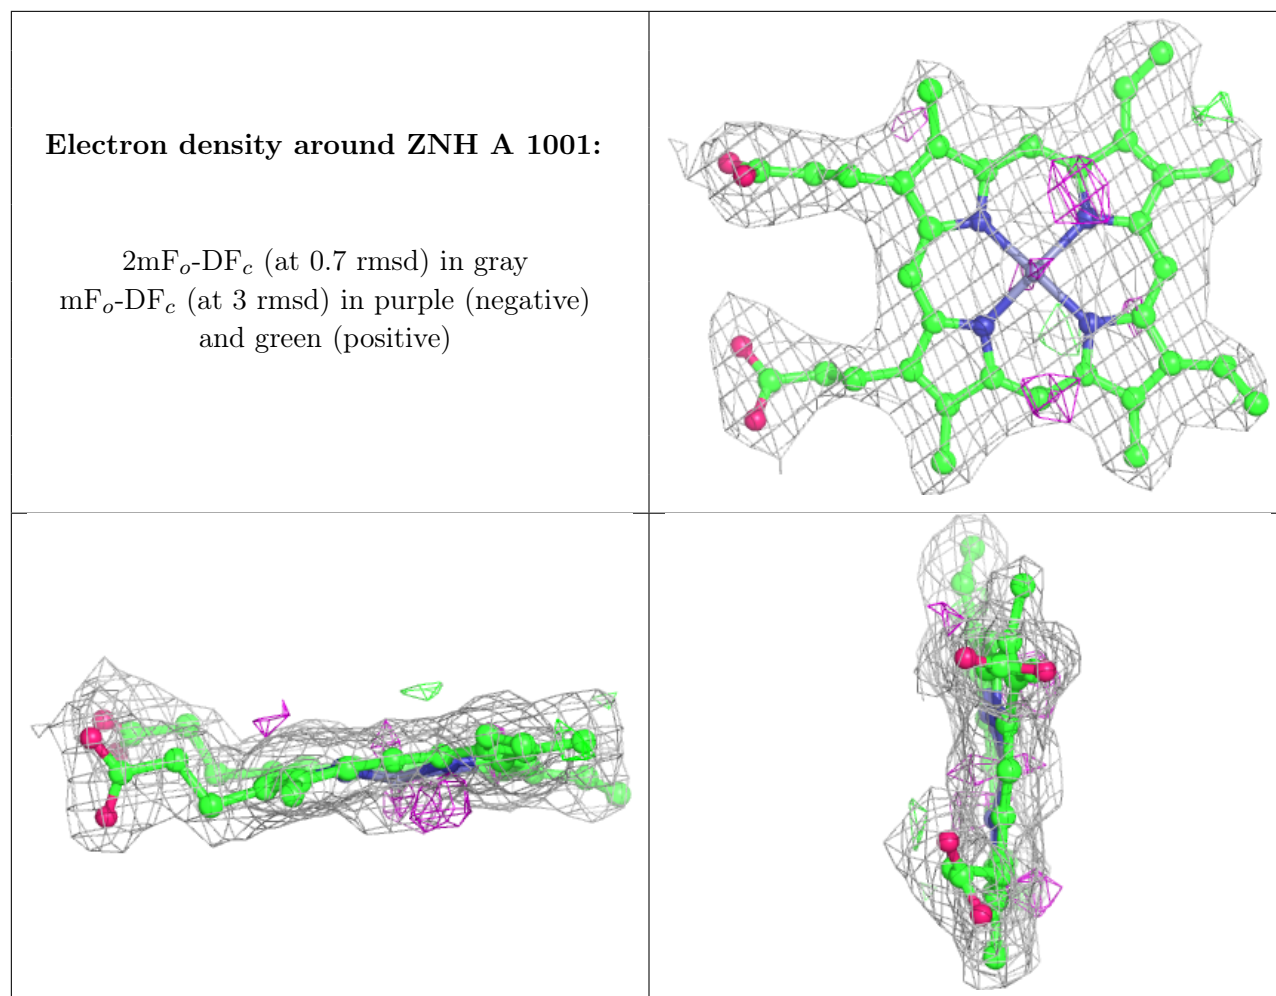 Electron density around ZNH A 1001:
2mFo-DFc (at 0.7 rmsd) in gray
mFo-DFc (at 3 rmsd) in purple (negative)
and green (positive)